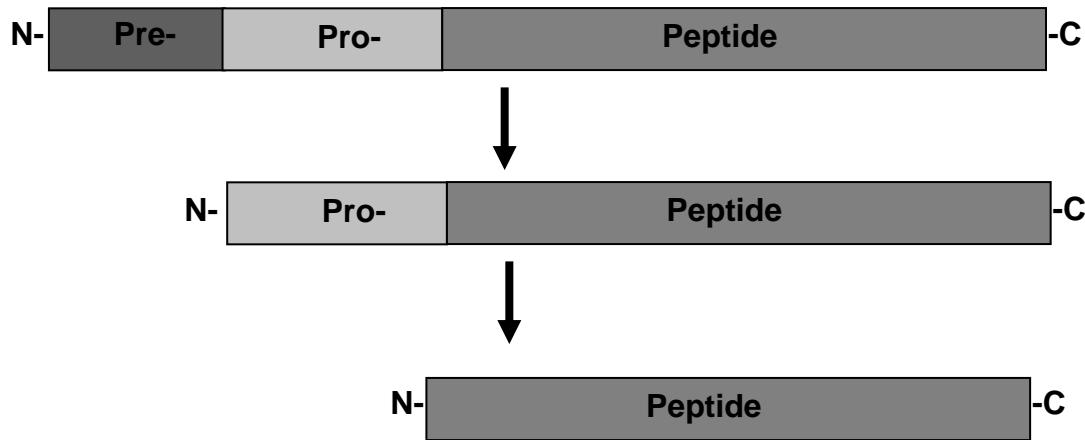 N- Pre- Pro- Peptide -C
N- Pro- Peptide -C
N- Peptide -C